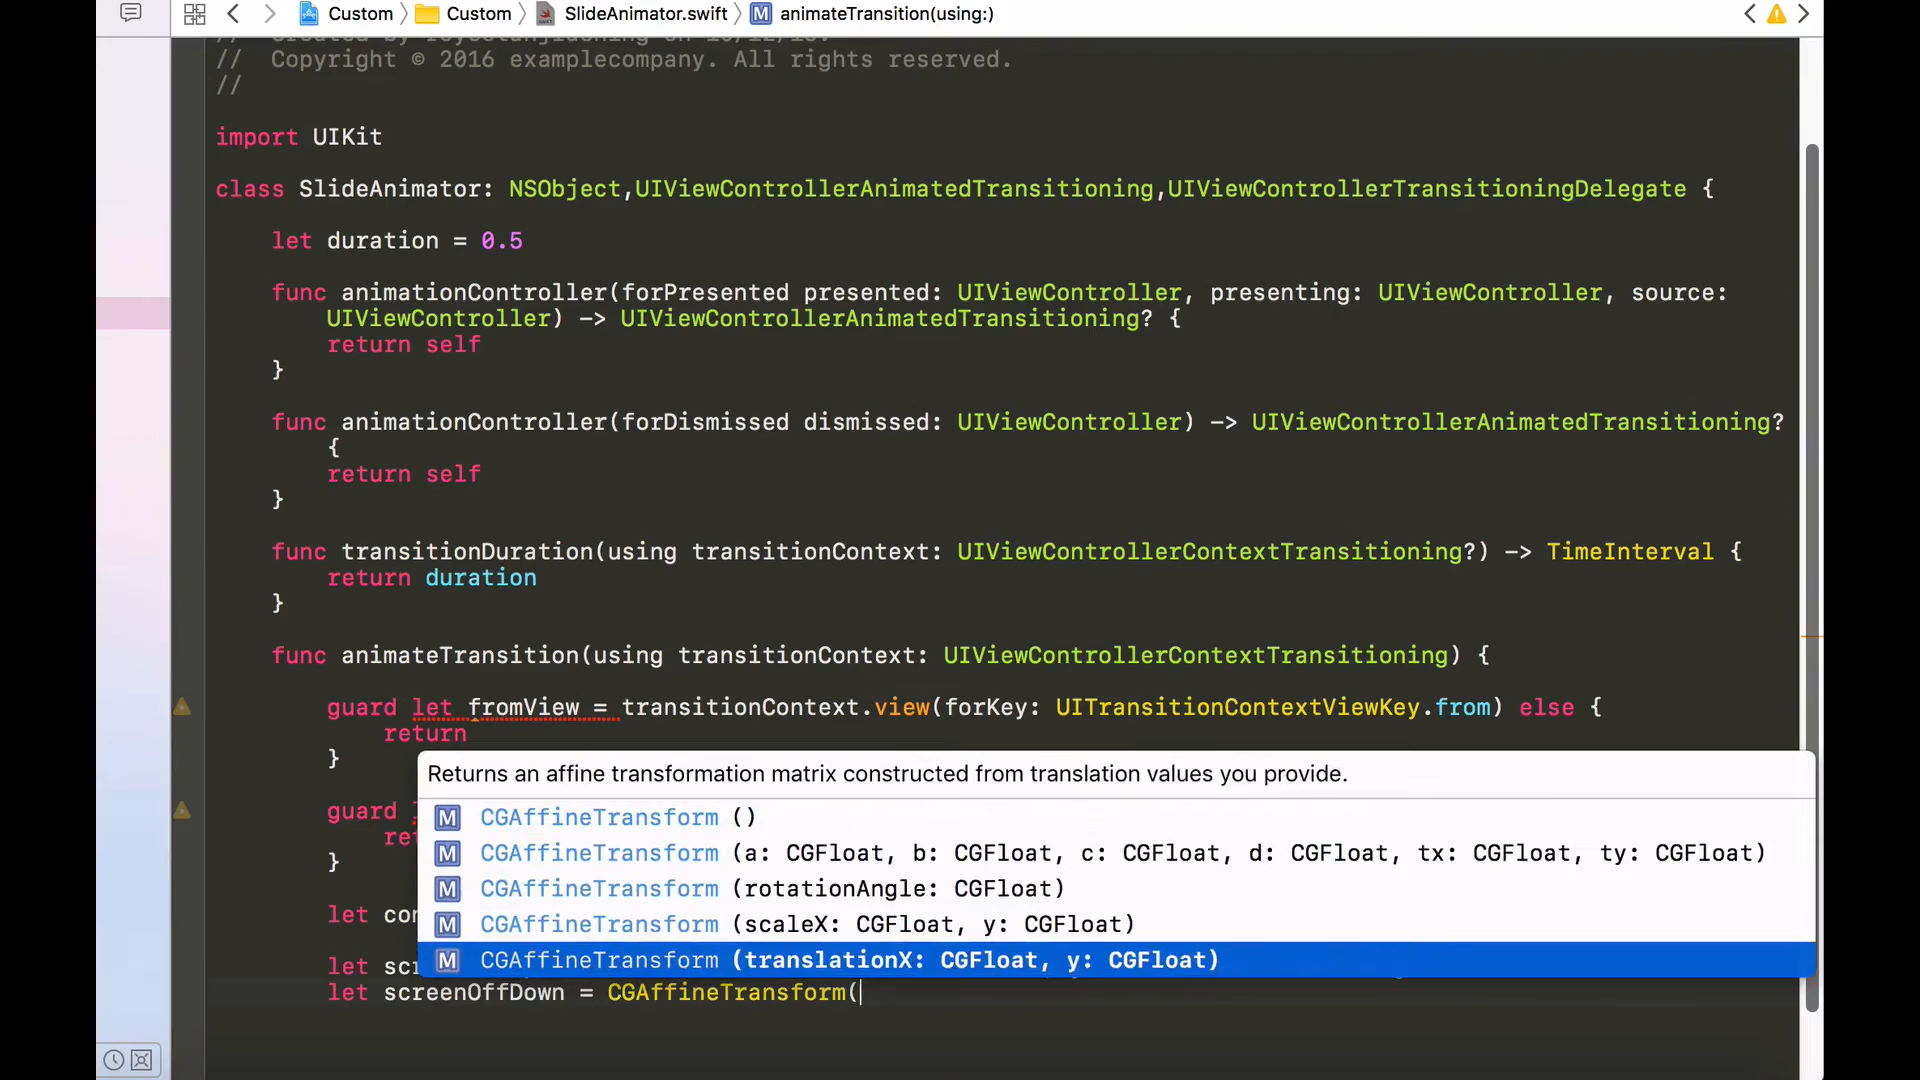 Custom Custom SlideAnimator.swift M animateTransition(using:)
// Copyright © 2016 examplecompany. All rights reserved.
//
import UIKit
class SlideAnimator: NSObject,UIViewControllerAnimatedTransitioning,UIViewControllerTransitioningDelegate {
let duration = 0.5
func animationController(forPresented presented: UIViewController, presenting: UIViewController, source:
UIViewController) -> UIViewControllerAnimatedTransitioning? {
return self
}
func animationController(forDismissed dismissed: UIViewController) -> UIViewControllerAnimatedTransitioning?
{
return self
}
func transitionDuration(using transitionContext: UIViewControllerContextTransitioning?) -> TimeInterval {
return duration
}
func animateTransition(using transitionContext: UIViewControllerContextTransitioning) {
guard let fromView = transitionContext.view(forKey: UITransitionContextViewKey.from) else {
return
}
Returns an affine transformation matrix constructed from translation values you provide.
guard
M CGAffineTransform ()
M CGAffineTransform (a: CGFloat, b: CGFloat, c: CGFloat, d: CGFloat, tx: CGFloat, ty: CGFloat)
}
M CGAffineTransform (rotationAngle: CGFloat)
let
M CGAffineTransform (scaleX: CGFloat, y: CGFloat)
let
M CGAffineTransform (translationX: CGFloat, y: CGFloat)
let screenOffDown = CGAffineTransform(